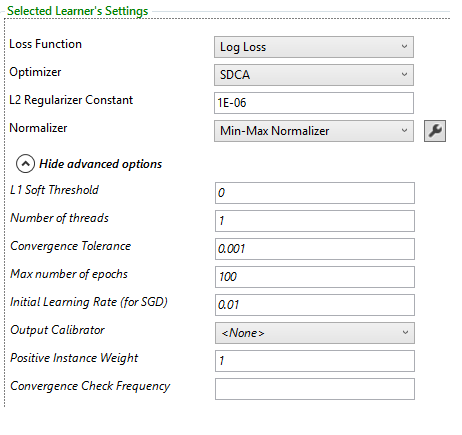 Selected Learner's Settings
Loss Function Log Loss
Optimizer SDCA
L2 Regularizer Constant 1E-06
Normalizer Min-Max Normalizer
Hide advanced options
L1 Soft Threshold 0
Number of threads 1
Convergence Tolerance 0.001
Max number of epochs 100
Initial Learning Rate (for SGD) 0.01
Output Calibrator <None>
Positive Instance Weight 1
Convergence Check Frequency